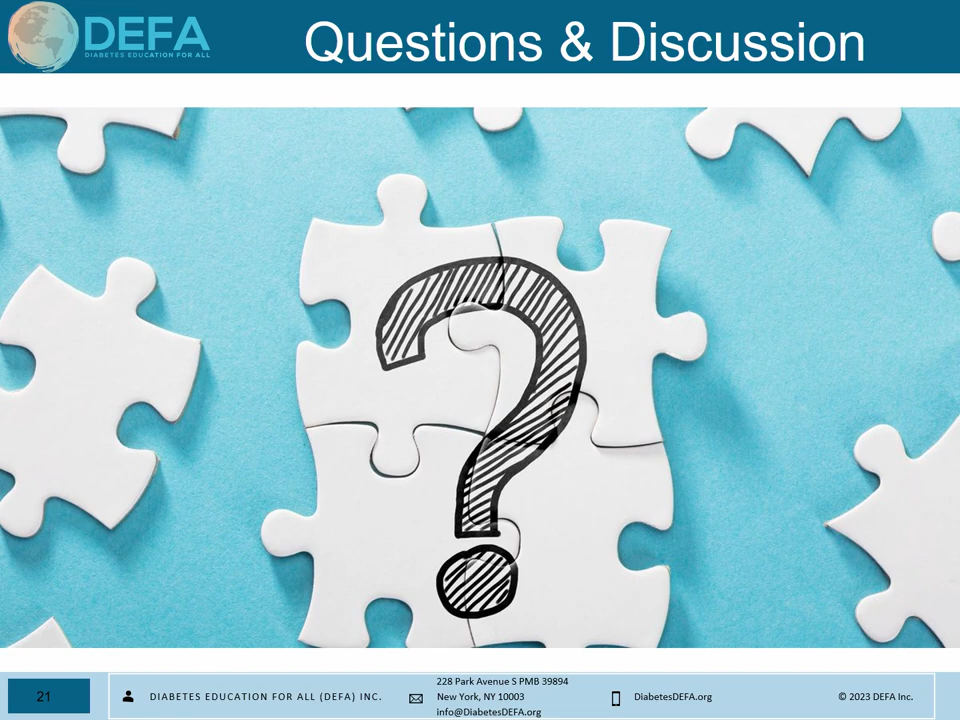 DEFA
DIABETES EDUCATION FOR ALL
Questions & Discussion
?
21
DIABETES EDUCATION FOR ALL (DEFA) INC.
228 Park Avenue S PMB 39894
New York, NY 10003
info@DiabetesDEFA.org
DiabetesDEFA.org
© 2023 DEFA Inc.